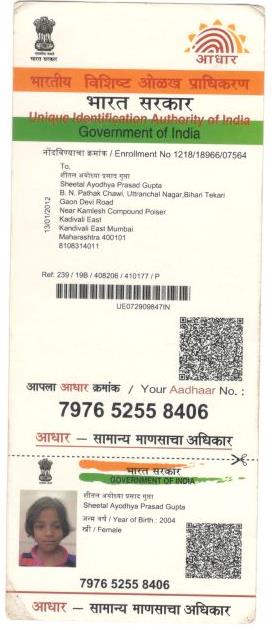 सत्यमेव जयते
आधार
भारतीय विशिष्ट ओळख प्राधिकरण
भारत सरकार
Unique Identification Authority of India
Government of India
नोंदविण्याचा क्रमांक / Enrollment No 1218/18966/07564
13/01/2012
To,
शीतल अयोध्या प्रसाद गुप्ता
Sheetal Ayodhya Prasad Gupta
B. N. Pathak Chawl, Uttranchal Nagar,Bihari Tekari
Gaon Devi Road
Near Kamlesh Compound Poiser
Kadivali East
Kandivali East Mumbai
Maharashtra 400101
8108314011
Ref: 239 / 19B / 408206 / 410177 / P
UE072909847IN
आपला आधार क्रमांक / Your Aadhaar No. :
7976 5255 8406
आधार – सामान्य माणसाचा अधिकार
भारत सरकार
GOVERNMENT OF INDIA
शीतल अयोध्या प्रसाद गुप्ता
Sheetal Ayodhya Prasad Gupta
जन्म वर्ष / Year of Birth : 2004
स्त्री / Female
7976 5255 8406
आधार – सामान्य माणसाचा अधिकार